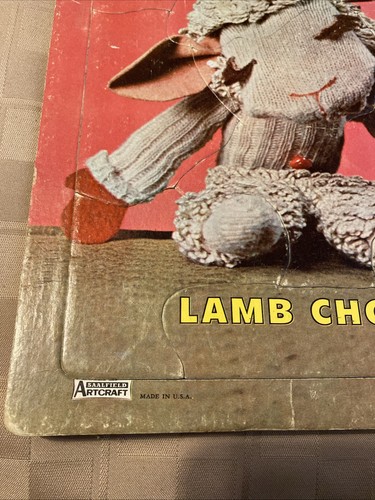 LAMB CHO
SAALFIELD
ARTCRAFT
MADE IN U.S.A.